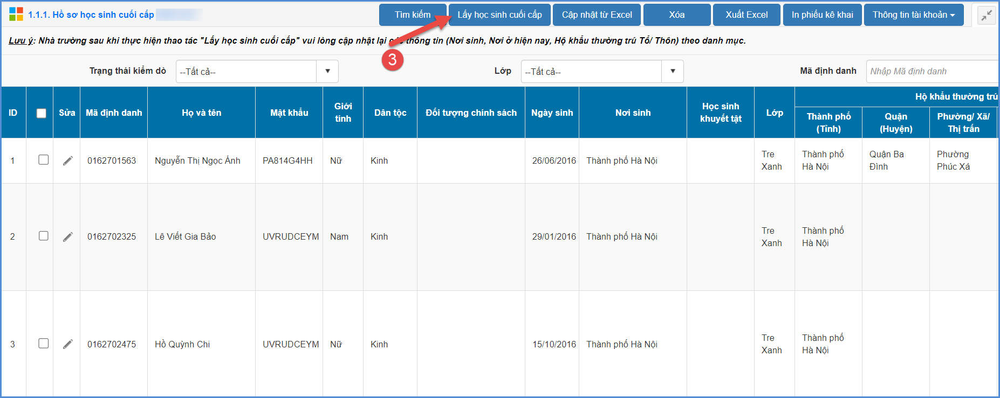 1.1.1. Hồ sơ học sinh cuối cấp
Tìm kiếm Lấy học sinh cuối cấp Cập nhật từ Excel Xóa Xuất Excel In phiếu kê khai Thông tin tài khoản
Lưu ý: Nhà trường sau khi thực hiện thao tác "Lấy học sinh cuối cấp" vui lòng cập nhật lại thông tin (Nơi sinh, Nơi ở hiện nay, Hộ khẩu thường trú Tổ/ Thôn) theo danh mục.
3
Trạng thái kiểm dò --Tất cả-- Lớp --Tất cả-- Mã định danh Nhập Mã định danh
Hộ khẩu thường trú
ID Sửa Mã định danh Họ và tên Mật khẩu Giới tính Dân tộc Đối tượng chính sách Ngày sinh Nơi sinh Học sinh khuyết tật Lớp Thành phố (Tỉnh) Quận (Huyện) Phường/ Xã/ Thị trấn
1 0162701563 Nguyễn Thị Ngọc Ánh PA814G4HH Nữ Kinh 26/06/2016 Thành phố Hà Nội Tre Xanh Thành phố Hà Nội Quận Ba Đình Phường Phúc Xá
2 0162702325 Lê Viết Gia Bảo UVRUDCEYM Nam Kinh 29/01/2016 Thành phố Hà Nội Tre Xanh Thành phố Hà Nội
3 0162702475 Hồ Quỳnh Chi UVRUDCEYM Nữ Kinh 15/10/2016 Thành phố Hà Nội Tre Xanh Thành phố Hà Nội